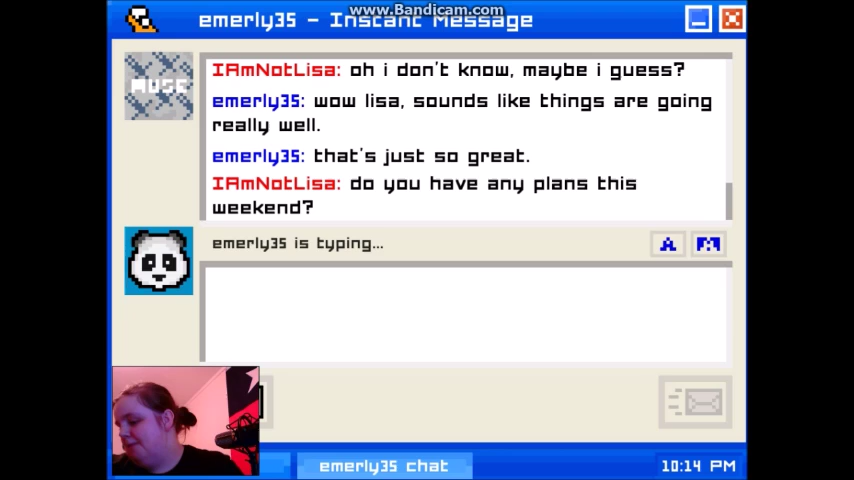 www.Bandicam.com
emerly35 - Instant Message
MUSE
IAmNotLisa: oh i don't know, maybe i guess?
emerly35: wow lisa, sounds like things are going
really well.
emerly35: that's just so great.
IAmNotLisa: do you have any plans this
weekend?
emerly35 is typing...
A
emerly35 chat
10:14 PM